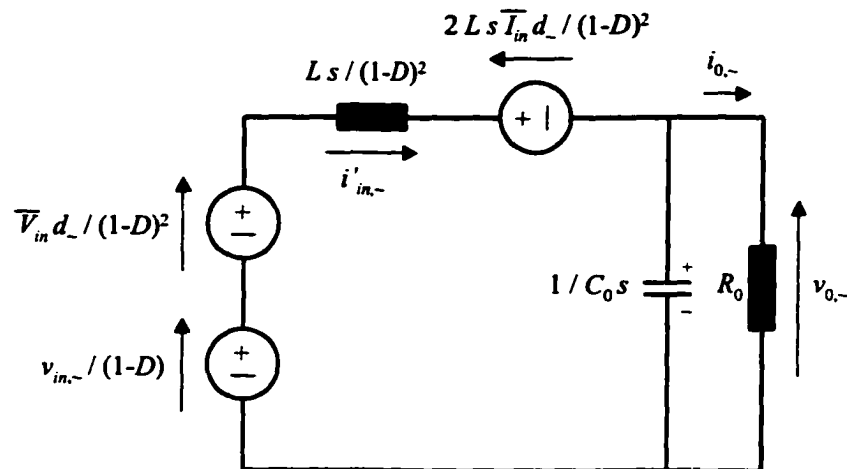 2 L s I̅in d~ / (1-D)²
L s / (1-D)²
i0,~
+ |
i'in,~
V̅in d~ / (1-D)²
+
—
1 / C0 s
+
-
R0
v0,~
vin,~ / (1-D)
+
—